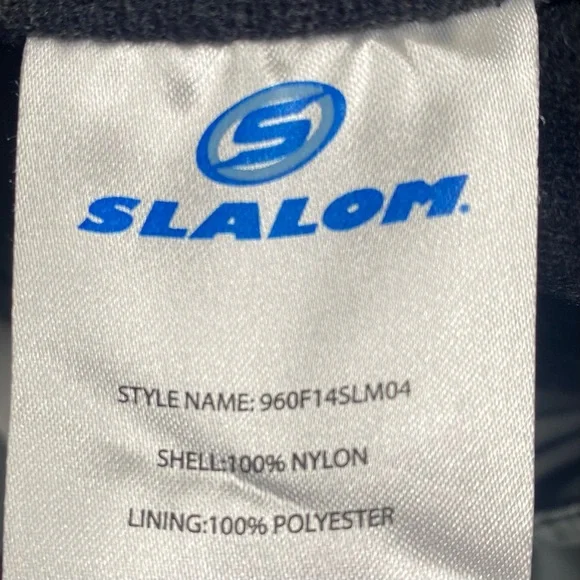 S
SLALOM.
STYLE NAME: 960F14SLM04
SHELL:100% NYLON
LINING:100% POLYESTER